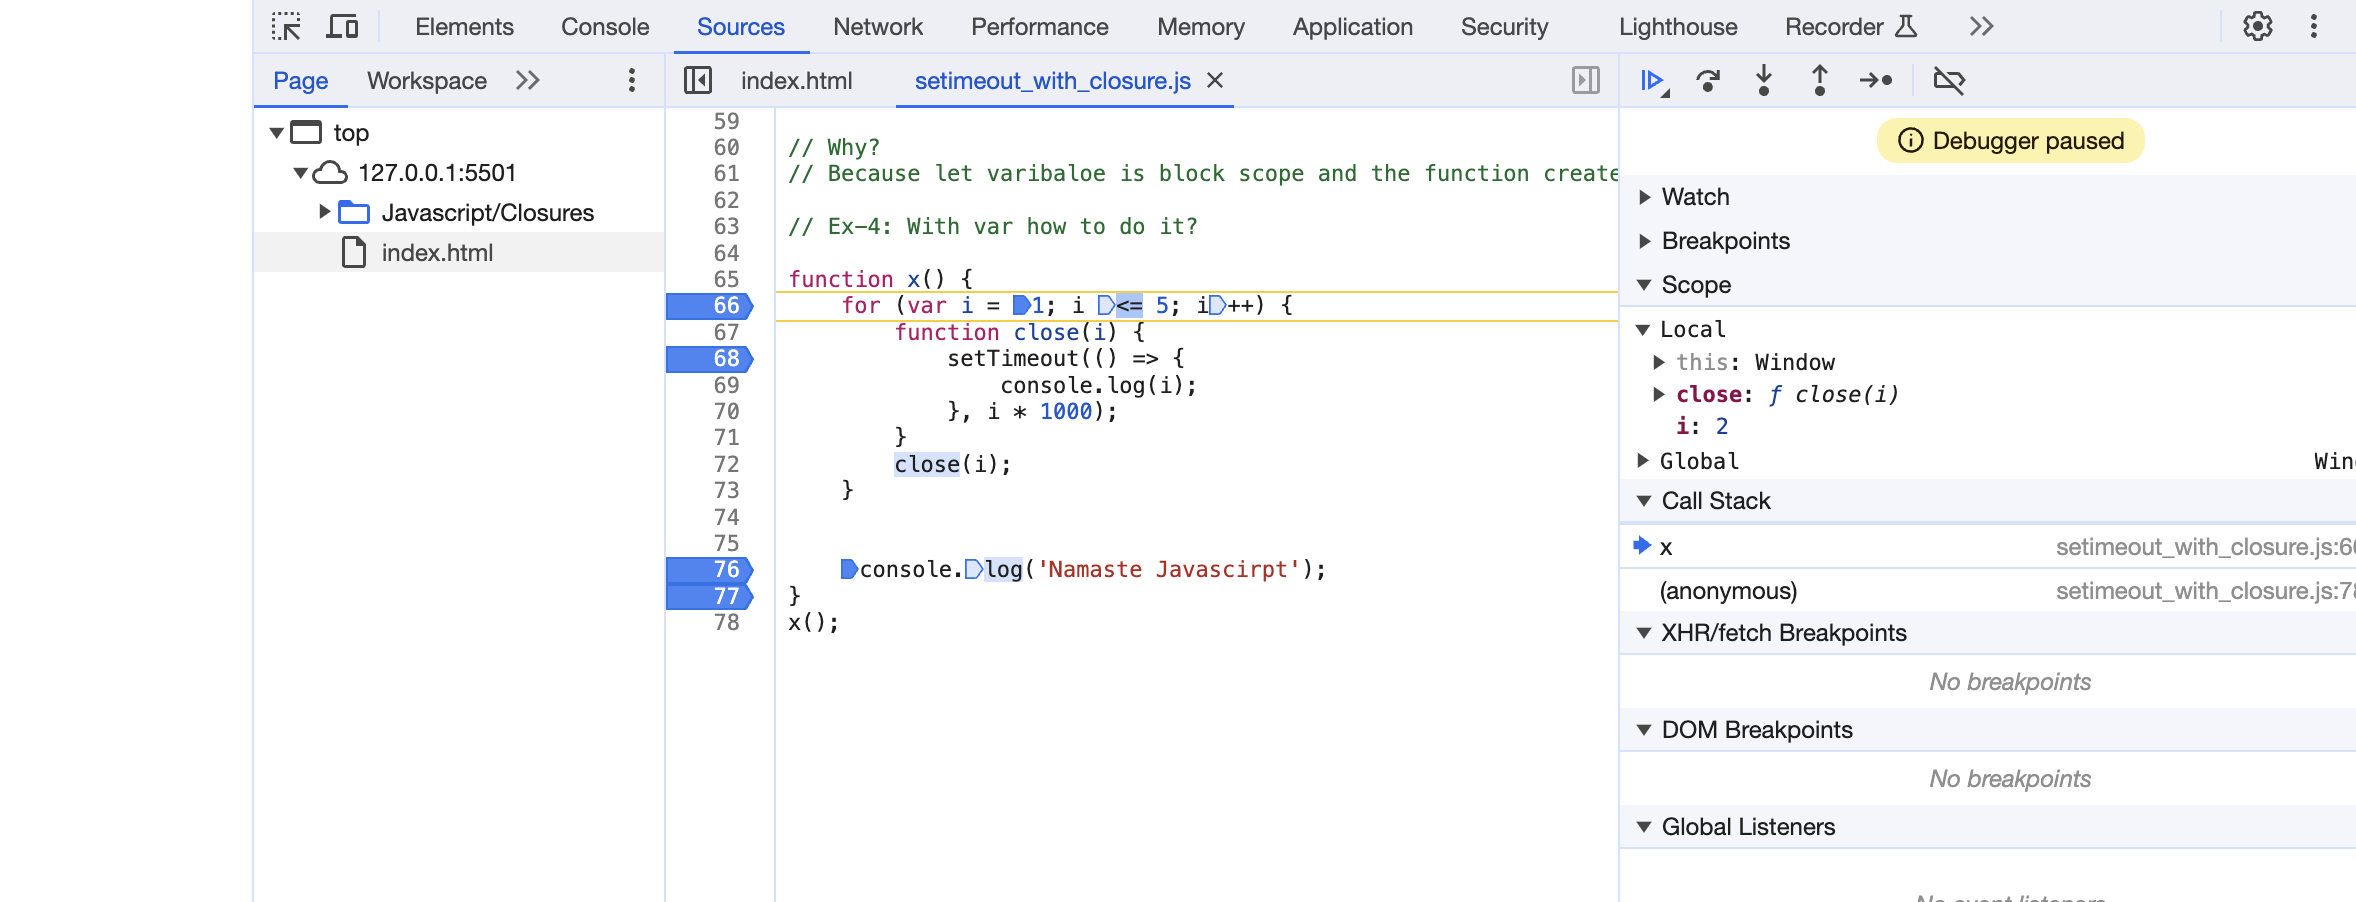 Elements Console Sources Network Performance Memory Application Security Lighthouse Recorder
Page Workspace
index.html setimeout_with_closure.js
top
127.0.0.1:5501
Javascript/Closures
index.html
59
60 // Why?
61 // Because let varibaloe is block scope and the function create
62
63 // Ex-4: With var how to do it?
64
65 function x() {
66 for (var i = 1; i <= 5; i++) {
67 function close(i) {
68 setTimeout(() => {
69 console.log(i);
70 }, i * 1000);
71 }
72 close(i);
73 }
74
75
76 console.log('Namaste Javascirpt');
77 }
78 x();
Debugger paused
Watch
Breakpoints
Scope
Local
this: Window
close: ƒ close(i)
i: 2
Global Win
Call Stack
x setimeout_with_closure.js:6
(anonymous) setimeout_with_closure.js:7
XHR/fetch Breakpoints
No breakpoints
DOM Breakpoints
No breakpoints
Global Listeners
No event listeners